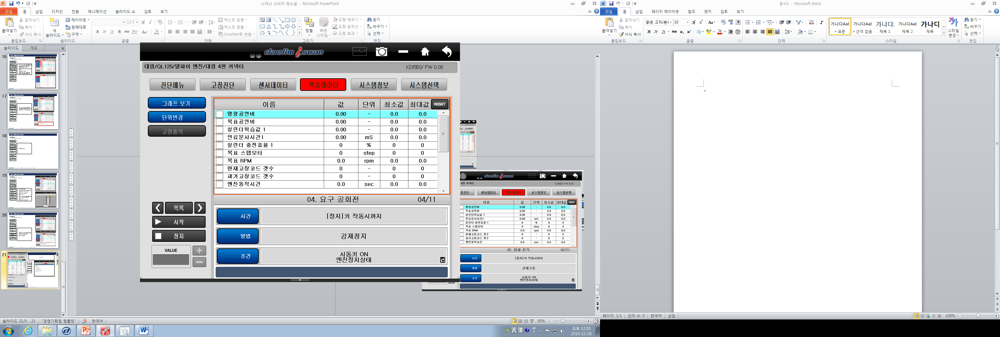 스캐너 소비자 메뉴얼 - Microsoft PowerPoint
파일 홈 삽입 디자인 전환 애니메이션 슬라이드 쇼 검토 보기
붙여넣기 잘라내기 복사 서식 복사
클립보드
새 슬라이드 레이아웃 원래대로 구역
슬라이드
12.5
글꼴
텍스트 방향 텍스트 맞춤 SmartArt로 변환
단락
정렬 빠른 스타일 도형 채우기 도형 윤곽선 도형 효과
그리기
찾기 바꾸기 선택
편집
슬라이드 개요
16
17
18
19
20
21
daelim iscan
대림/QL125/델파이 엔진/대림 4핀 커넥터 KDI5B0/ FW 0.08
진단메뉴 고장진단 센서데이터 액츄에이터 시스템정보 시스템선택
그래프 보기
단위변경
고정출력
이름 값 단위 최소값 최대값 RESET
명령공연비 0.00 - 0.0 0.0
목표공연비 0.00 - 0.0 0.0
실린더학습값 1 0.00 - 0.0 0.0
연료분사시간1 0.00 mS 0.0 0.0
실린더 충전효율 1 0 % 0 0
목표 스텝모터 0 step 0 0
목표 RPM 0.0 rpm 0.0 0.0
현재고장코드 갯수 0 - 0 0
과거고장코드 갯수 0 - 0 0
엔진동작시간 0.0 sec 0.0 0.0
04. 요구 공회전 04/11
목록
시작
정지
VALUE
시간 [정지]키 작동시까지
방법 강제정지
조건 시동키 ON
엔진정지상태
daelim iscan
4핀 커넥터 KDI5B0/ FW 0.08
장진단 센서데이터 액츄에이터 시스템정보 시스템선택
이름 값 단위 최소값 최대값 RESET
명령공연비 0.00 - 0.0 0.0
목표공연비 0.00 - 0.0 0.0
실린더학습값 1 0.00 - 0.0 0.0
연료분사시간1 0.00 mS 0.0 0.0
실린더 충전효율 1 0 % 0 0
목표 스텝모터 0 step 0 0
목표 RPM 0.0 rpm 0.0 0.0
현재고장코드 갯수 0 - 0 0
과거고장코드 갯수 0 - 0 0
엔진동작시간 0.0 sec 0.0 0.0
02. 점화 진각 02/11
시간 [정지]키 작동시까지
방법 강제구동
조건 시동키 ON
엔진정지상태
슬라이드 21/0 .. 21 "경영기획팀 템플릿" 한국어 50%
오후 12:00
2015-12-28
문서1 - Microsoft Word
파일 홈 삽입 페이지 레이아웃 참조 편지 검토 보기
붙여넣기 잘라내기 복사 서식 복사
클립보드
맑은 고딕(본문 10
글꼴
단락
가나다AaB 가나다AaB 가나다, 가나다AaB 가나다
표준 간격 없음 제목 1 제목 2 제목
스타일 변경
스타일
찾기 바꾸기 선택
편집
페이지: 1/1 단어 수: 0 한국어 삽입 100%